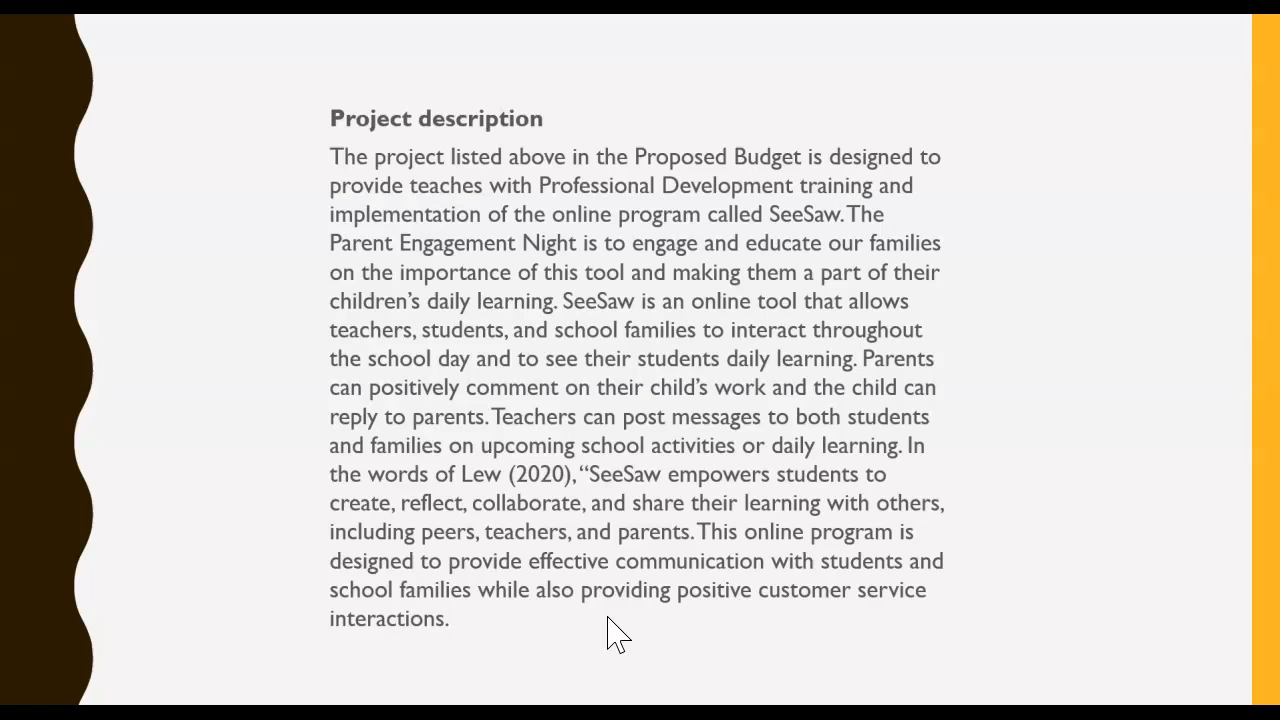 Project description
The project listed above in the Proposed Budget is designed to
provide teaches with Professional Development training and
implementation of the online program called SeeSaw. The
Parent Engagement Night is to engage and educate our families
on the importance of this tool and making them a part of their
children’s daily learning. SeeSaw is an online tool that allows
teachers, students, and school families to interact throughout
the school day and to see their students daily learning. Parents
can positively comment on their child’s work and the child can
reply to parents. Teachers can post messages to both students
and families on upcoming school activities or daily learning. In
the words of Lew (2020), “SeeSaw empowers students to
create, reflect, collaborate, and share their learning with others,
including peers, teachers, and parents. This online program is
designed to provide effective communication with students and
school families while also providing positive customer service
interactions.